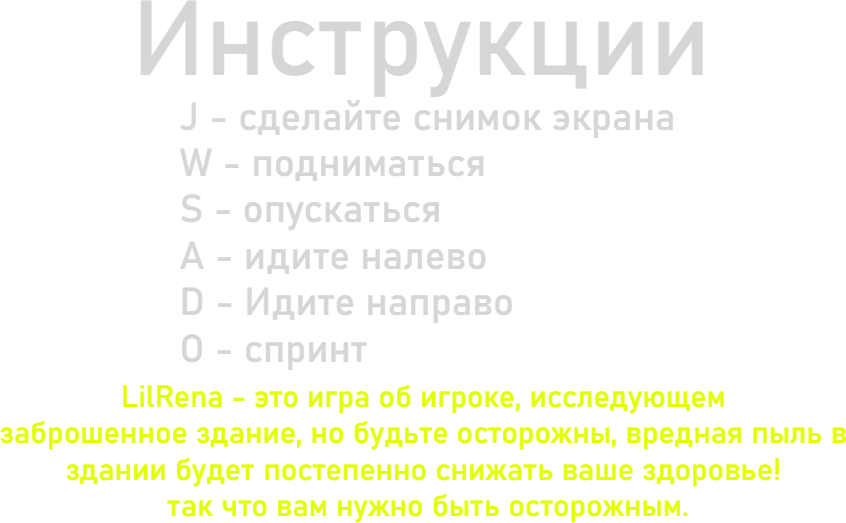 Инструкции
J - сделайте снимок экрана
W - подниматься
S - опускаться
A - идите налево
D - Идите направо
O - спринт
LilRena - это игра об игроке, исследующем
заброшенное здание, но будьте осторожны, вредная пыль в
здании будет постепенно снижать ваше здоровье!
так что вам нужно быть осторожным.